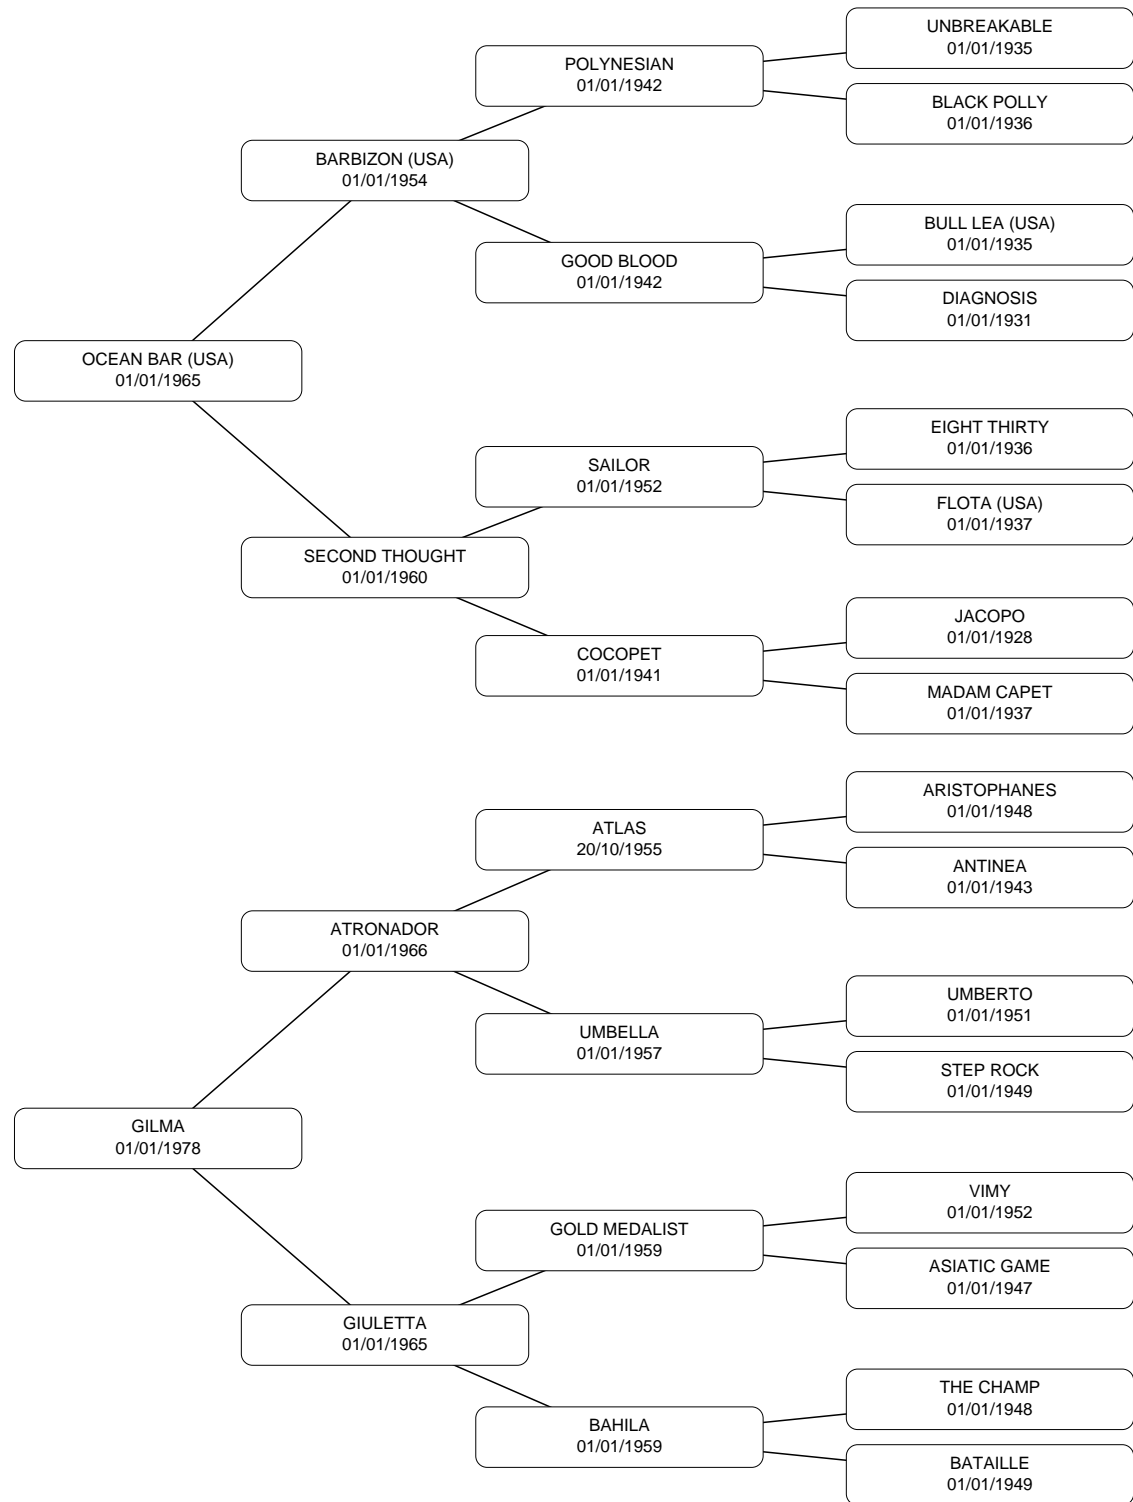 UNBREAKABLE
01/01/1935
POLYNESIAN
01/01/1942
BLACK POLLY
01/01/1936
BARBIZON (USA)
01/01/1954
BULL LEA (USA)
01/01/1935
GOOD BLOOD
01/01/1942
DIAGNOSIS
01/01/1931
OCEAN BAR (USA)
01/01/1965
EIGHT THIRTY
01/01/1936
SAILOR
01/01/1952
FLOTA (USA)
01/01/1937
SECOND THOUGHT
01/01/1960
JACOPO
01/01/1928
COCOPET
01/01/1941
MADAM CAPET
01/01/1937
ARISTOPHANES
01/01/1948
ATLAS
20/10/1955
ANTINEA
01/01/1943
ATRONADOR
01/01/1966
UMBERTO
01/01/1951
UMBELLA
01/01/1957
STEP ROCK
01/01/1949
GILMA
01/01/1978
VIMY
01/01/1952
GOLD MEDALIST
01/01/1959
ASIATIC GAME
01/01/1947
GIULETTA
01/01/1965
THE CHAMP
01/01/1948
BAHILA
01/01/1959
BATAILLE
01/01/1949